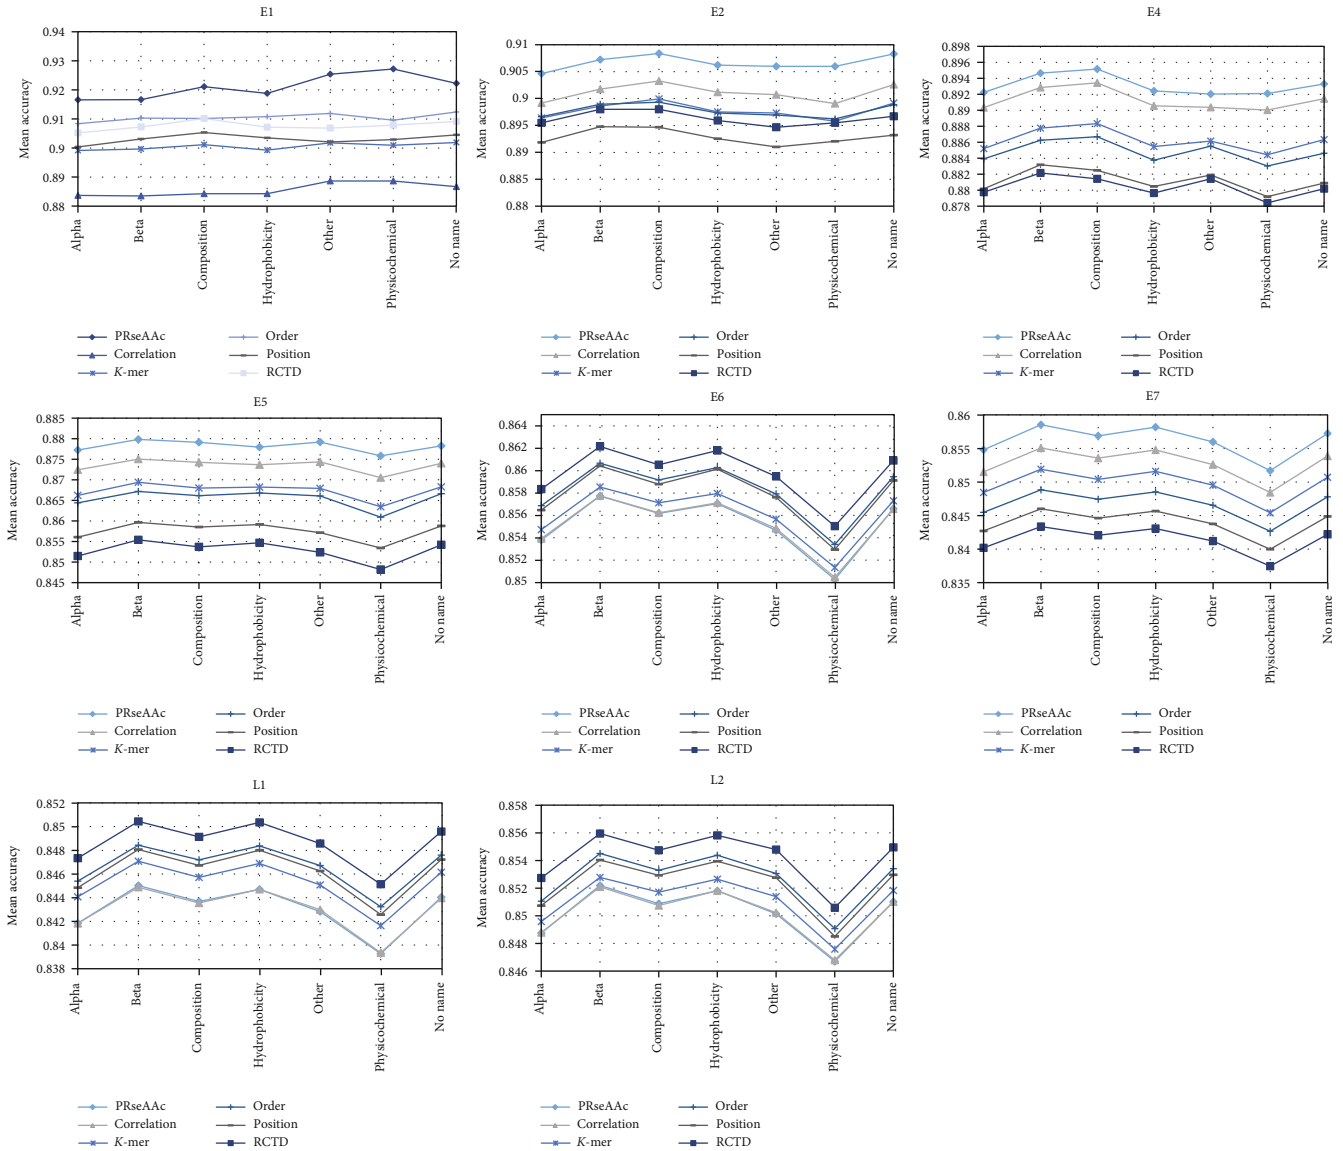 E1
0.94
0.93
0.92
0.91
0.9
0.89
0.88
Mean accuracy
Alpha
Beta
Composition
Hydrophobicity
Other
Physicochemical
No name
PRseAAc
Order
Correlation
Position
K-mer
RCTD
E2
0.91
0.905
0.9
0.895
0.89
0.885
0.88
Mean accuracy
Alpha
Beta
Composition
Hydrophobicity
Other
Physicochemical
No name
PRseAAc
Order
Correlation
Position
K-mer
RCTD
E4
0.898
0.896
0.894
0.892
0.89
0.888
0.886
0.884
0.882
0.88
0.878
Mean accuracy
Alpha
Beta
Composition
Hydrophobicity
Other
Physicochemical
No name
PRseAAc
Order
Correlation
Position
K-mer
RCTD
E5
0.885
0.88
0.875
0.87
0.865
0.86
0.855
0.85
0.845
Mean accuracy
Alpha
Beta
Composition
Hydrophobicity
Other
Physicochemical
No name
PRseAAc
Order
Correlation
Position
K-mer
RCTD
E6
0.864
0.862
0.86
0.858
0.856
0.854
0.852
0.85
Mean accuracy
Alpha
Beta
Composition
Hydrophobicity
Other
Physicochemical
No name
PRseAAc
Order
Correlation
Position
K-mer
RCTD
E7
0.86
0.855
0.85
0.845
0.84
0.835
Mean accuracy
Alpha
Beta
Composition
Hydrophobicity
Other
Physicochemical
No name
PRseAAc
Order
Correlation
Position
K-mer
RCTD
L1
0.852
0.85
0.848
0.846
0.844
0.842
0.84
0.838
Mean accuracy
Alpha
Beta
Composition
Hydrophobicity
Other
Physicochemical
No name
PRseAAc
Order
Correlation
Position
K-mer
RCTD
L2
0.858
0.856
0.854
0.852
0.85
0.848
0.846
Mean accuracy
Alpha
Beta
Composition
Hydrophobicity
Other
Physicochemical
No name
PRseAAc
Order
Correlation
Position
K-mer
RCTD